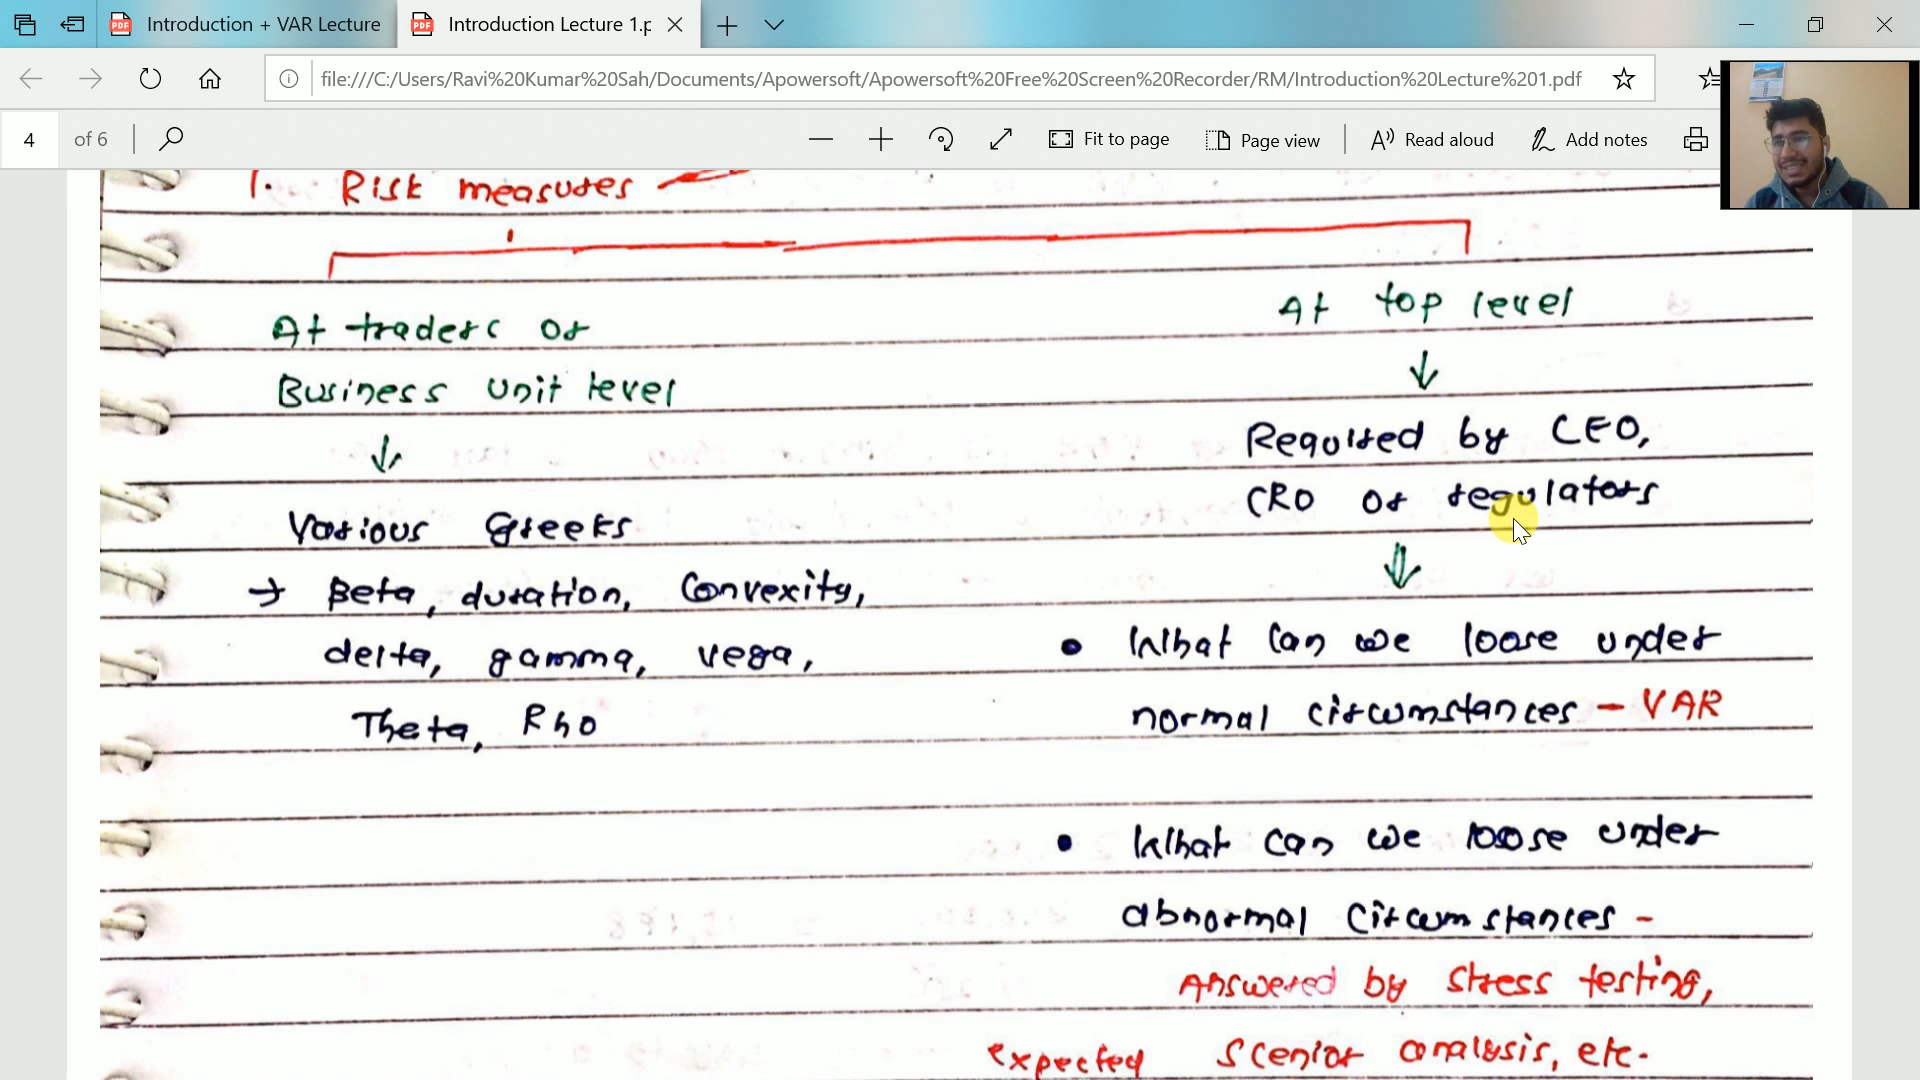 Introduction + VAR Lecture
Introduction Lecture 1.p
file:///C:/Users/Ravi%20Kumar%20Sah/Documents/Apowersoft/Apowersoft%20Free%20Screen%20Recorder/RM/Introduction%20Lecture%201.pdf
4 of 6
Fit to page
Page view
Read aloud
Add notes
1. Risk measures
At traders or
Business unit level
Various Greeks
→ Beta, duration, Convexity,
delta, gamma, vega,
Theta, Rho
At top level
Required by CEO,
CRO or regulators
• What Can we loose under
normal circumstances - VAR
• What Can we loose under
abnormal Circumstances -
Answered by stress testing,
expected Scenior analysis, etc.